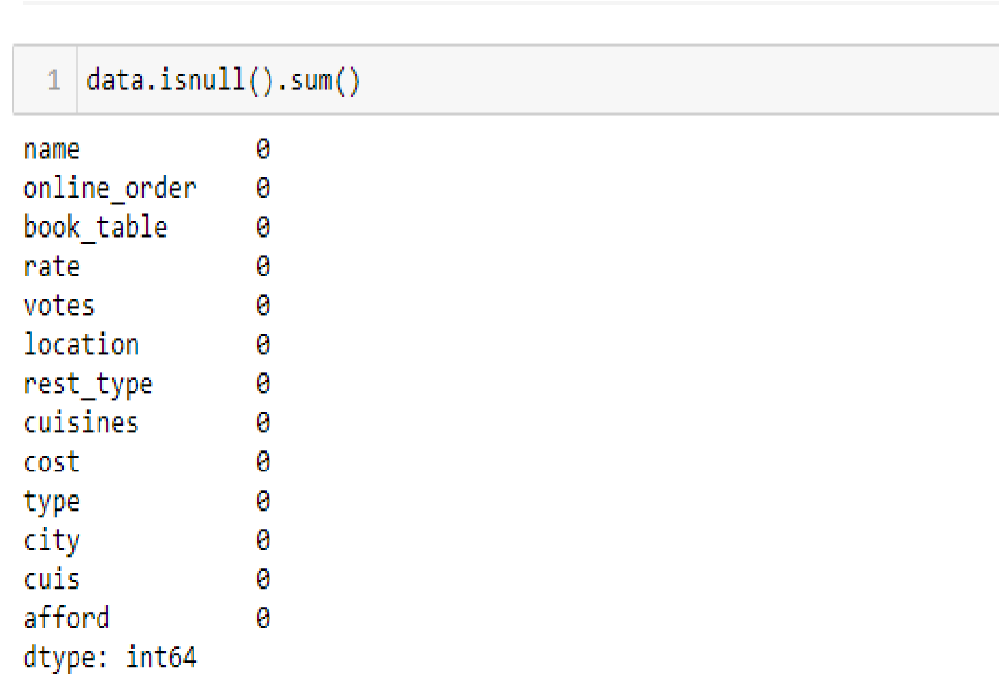 1 data.isnull().sum()
name 0
online_order 0
book_table 0
rate 0
votes 0
location 0
rest_type 0
cuisines 0
cost 0
type 0
city 0
cuis 0
afford 0
dtype: int64